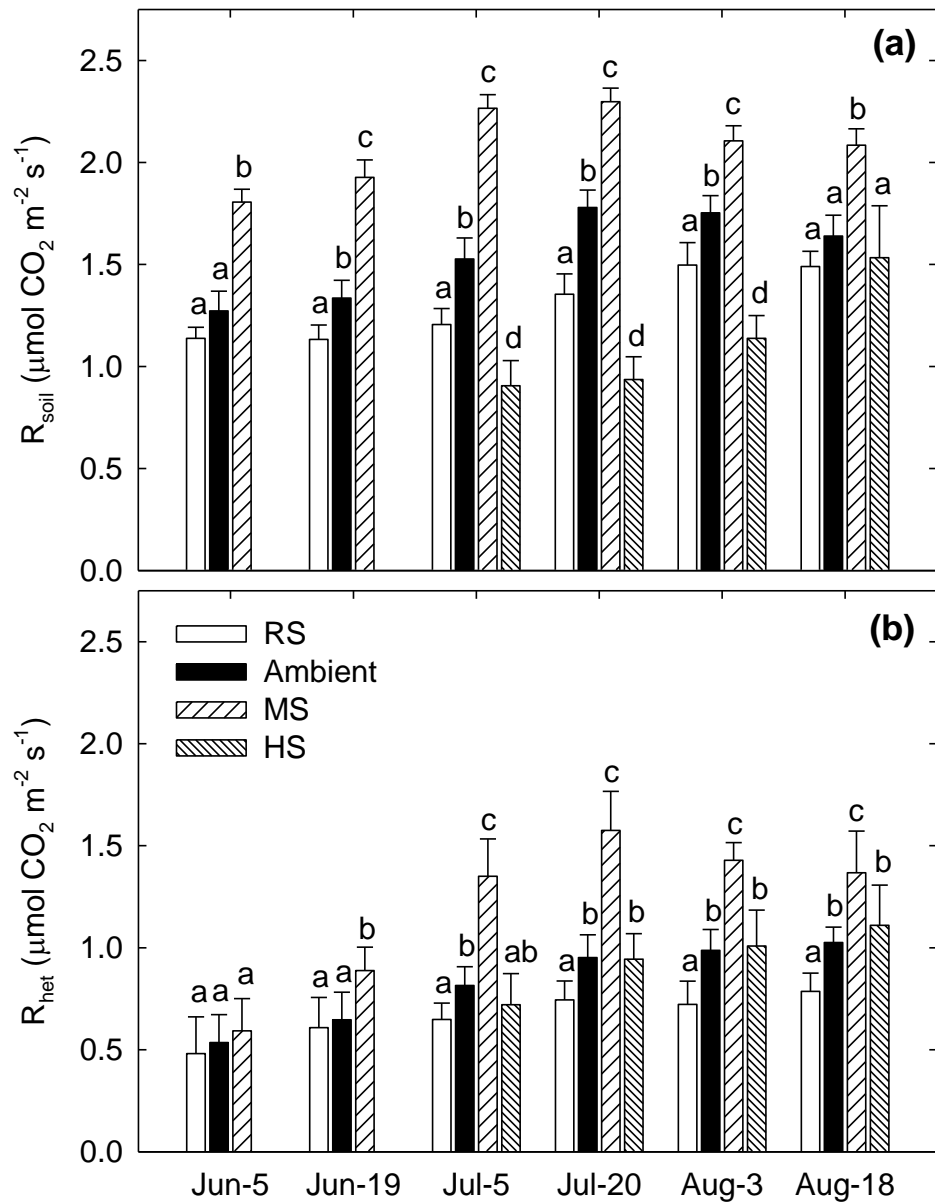 (a)
2.5
2.0
1.5
1.0
0.5
0.0
R_soil (μmol CO₂ m⁻² s⁻¹)
a a b
a b c
a b c d
a b c d
a b c d
a a b a
(b)
RS
Ambient
MS
HS
2.5
2.0
1.5
1.0
0.5
0.0
R_het (μmol CO₂ m⁻² s⁻¹)
a a a
a a b
a b c ab
a b c b
a b c b
a b c b
Jun-5 Jun-19 Jul-5 Jul-20 Aug-3 Aug-18